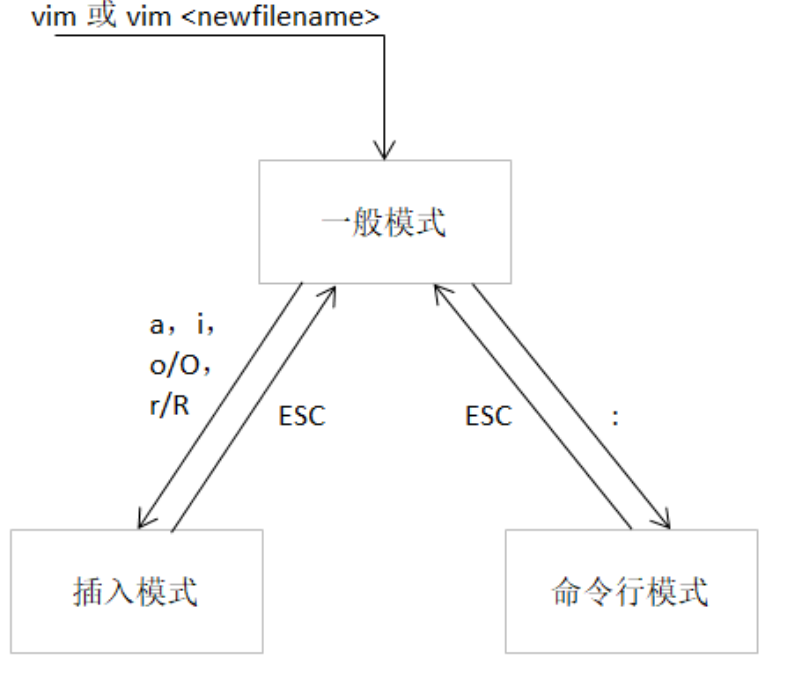 vim 或 vim <newfilename>
一般模式
a，i，
o/O，
r/R
ESC
ESC
:
插入模式
命令行模式